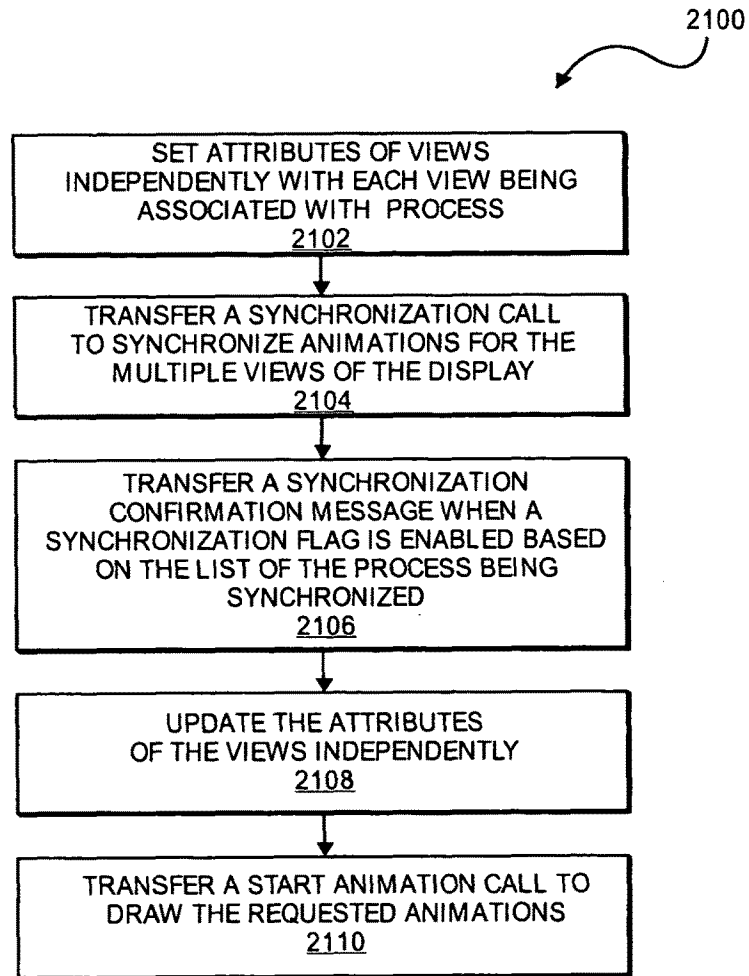 2100
SET ATTRIBUTES OF VIEWS
INDEPENDENTLY WITH EACH VIEW BEING
ASSOCIATED WITH PROCESS
2102
TRANSFER A SYNCHRONIZATION CALL
TO SYNCHRONIZE ANIMATIONS FOR THE
MULTIPLE VIEWS OF THE DISPLAY
2104
TRANSFER A SYNCHRONIZATION
CONFIRMATION MESSAGE WHEN A
SYNCHRONIZATION FLAG IS ENABLED BASED
ON THE LIST OF THE PROCESS BEING
SYNCHRONIZED
2106
UPDATE THE ATTRIBUTES
OF THE VIEWS INDEPENDENTLY
2108
TRANSFER A START ANIMATION CALL TO
DRAW THE REQUESTED ANIMATIONS
2110